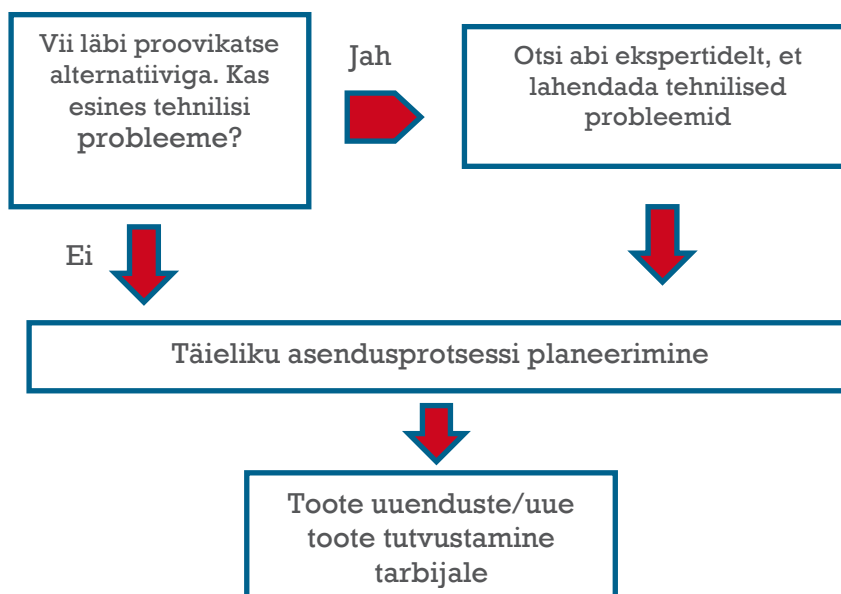 Vii läbi proovikatse
alternatiiviga. Kas
esines tehnilisi
probleeme?
Jah
Otsi abi ekspertidelt, et
lahendada tehnilised
probleemid
Ei
Täieliku asendusprotsessi planeerimine
Toote uuenduste/uue
toote tutvustamine
tarbijale